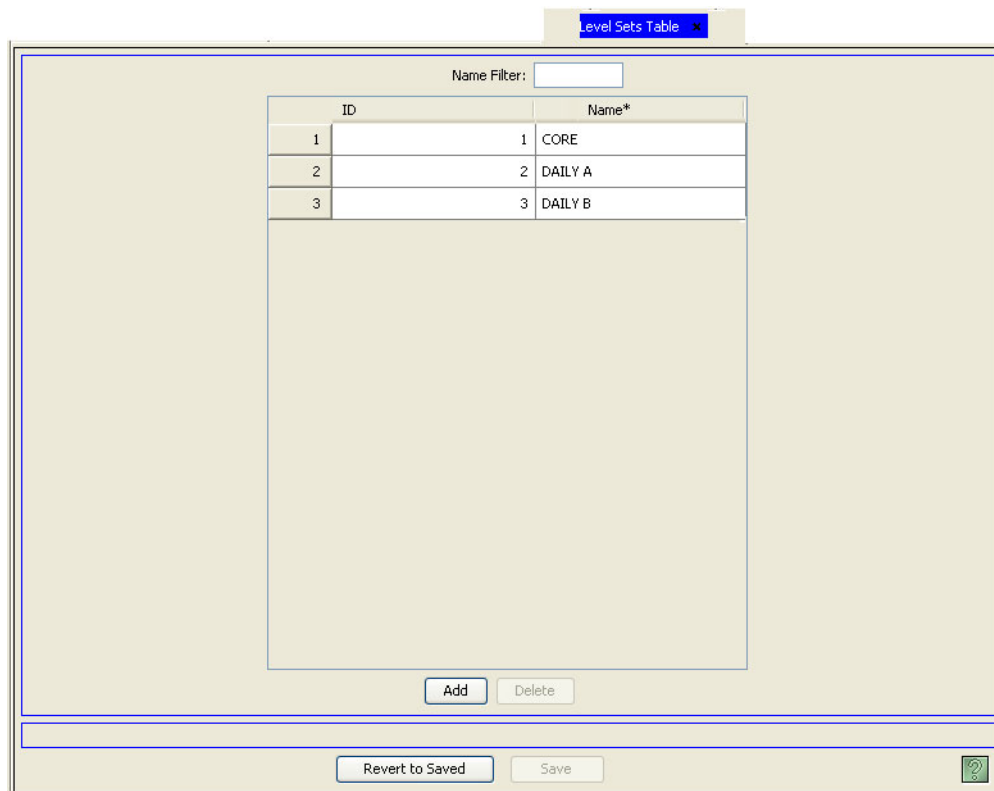 Level Sets Table ×
Name Filter:
ID Name*
1 1 CORE
2 2 DAILY A
3 3 DAILY B
Add Delete
Revert to Saved Save ?